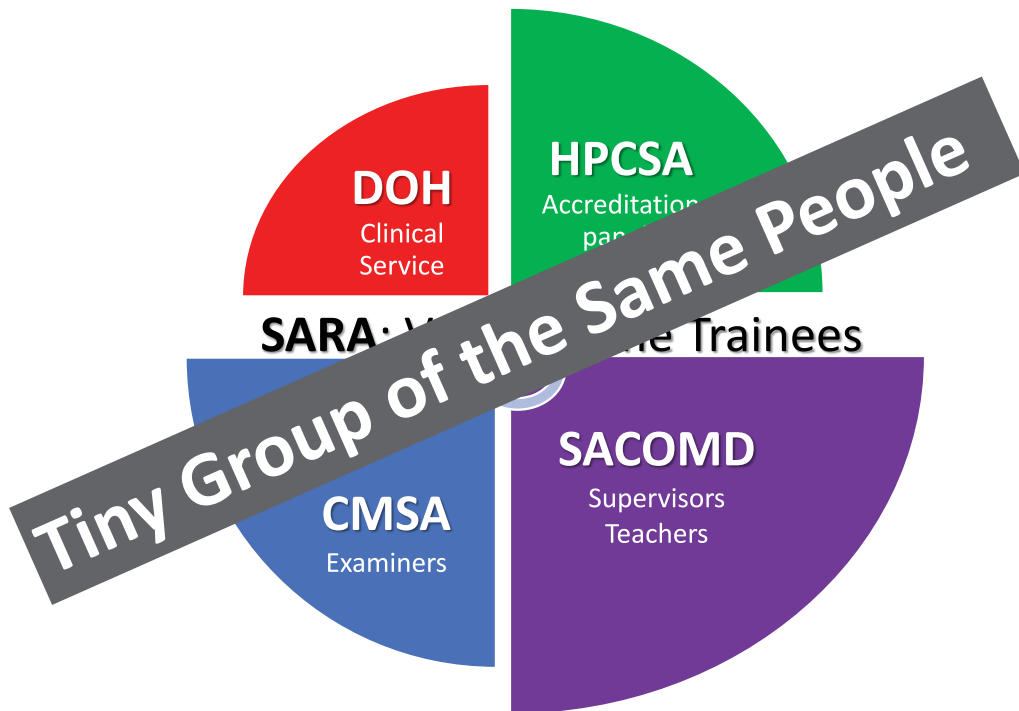 DOH
Clinical
Service
HPCSA
Accreditation
SARA: Trainees
Tiny Group of the Same People
CMSA
Examiners
SACOMD
Supervisors
Teachers